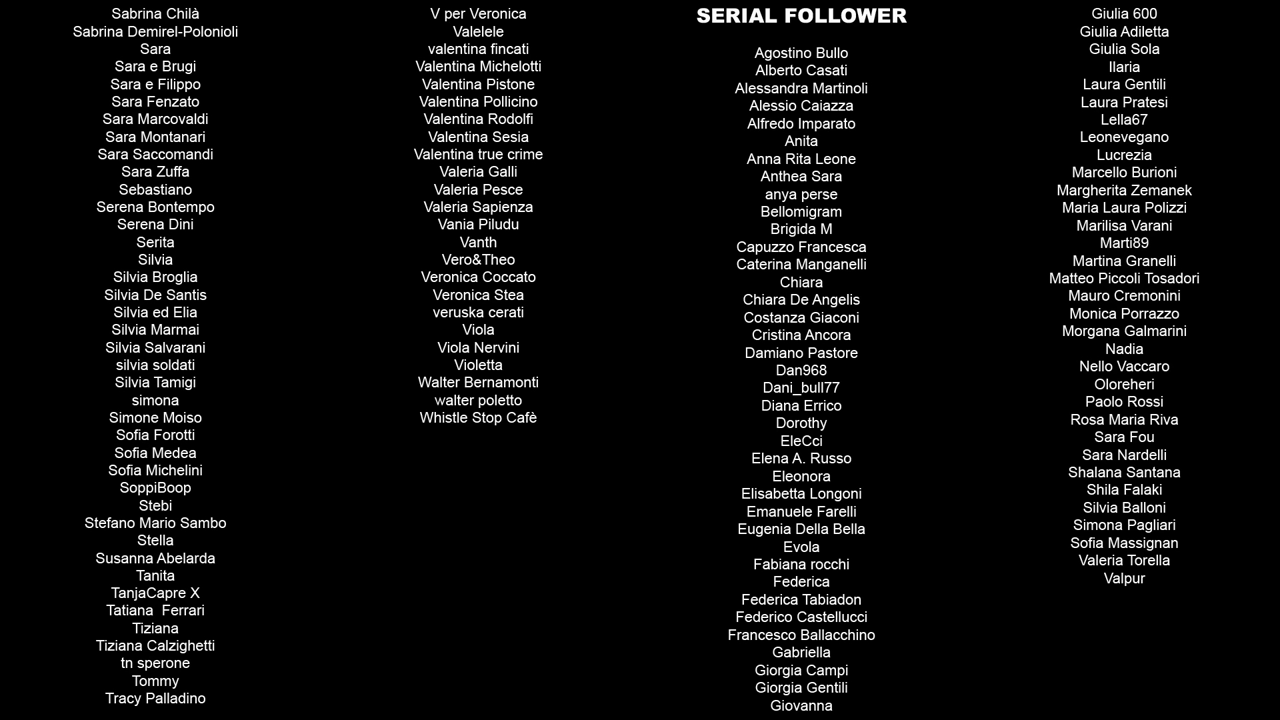 Sabrina Chilà
Sabrina Demirel-Polonioli
Sara
Sara e Brugi
Sara e Filippo
Sara Fenzato
Sara Marcovaldi
Sara Montanari
Sara Saccomandi
Sara Zuffa
Sebastiano
Serena Bontempo
Serena Dini
Serita
Silvia
Silvia Broglia
Silvia De Santis
Silvia ed Elia
Silvia Marmai
Silvia Salvarani
silvia soldati
Silvia Tamigi
simona
Simone Moiso
Sofia Forotti
Sofia Medea
Sofia Michelini
SoppiBoop
Stebi
Stefano Mario Sambo
Stella
Susanna Abelarda
Tanita
TanjaCapre X
Tatiana  Ferrari
Tiziana
Tiziana Calzighetti
tn sperone
Tommy
Tracy Palladino
V per Veronica
Valelele
valentina fincati
Valentina Michelotti
Valentina Pistone
Valentina Pollicino
Valentina Rodolfi
Valentina Sesia
Valentina true crime
Valeria Galli
Valeria Pesce
Valeria Sapienza
Vania Piludu
Vanth
Vero&Theo
Veronica Coccato
Veronica Stea
veruska cerati
Viola
Viola Nervini
Violetta
Walter Bernamonti
walter poletto
Whistle Stop Cafè
SERIAL FOLLOWER
Agostino Bullo
Alberto Casati
Alessandra Martinoli
Alessio Caiazza
Alfredo Imparato
Anita
Anna Rita Leone
Anthea Sara
anya perse
Bellomigram
Brigida M
Capuzzo Francesca
Caterina Manganelli
Chiara
Chiara De Angelis
Costanza Giaconi
Cristina Ancora
Damiano Pastore
Dan968
Dani_bull77
Diana Errico
Dorothy
EleCci
Elena A. Russo
Eleonora
Elisabetta Longoni
Emanuele Farelli
Eugenia Della Bella
Evola
Fabiana rocchi
Federica
Federica Tabiadon
Federico Castellucci
Francesco Ballacchino
Gabriella
Giorgia Campi
Giorgia Gentili
Giovanna
Giulia 600
Giulia Adiletta
Giulia Sola
Ilaria
Laura Gentili
Laura Pratesi
Lella67
Leonevegano
Lucrezia
Marcello Burioni
Margherita Zemanek
Maria Laura Polizzi
Marilisa Varani
Marti89
Martina Granelli
Matteo Piccoli Tosadori
Mauro Cremonini
Monica Porrazzo
Morgana Galmarini
Nadia
Nello Vaccaro
Oloreheri
Paolo Rossi
Rosa Maria Riva
Sara Fou
Sara Nardelli
Shalana Santana
Shila Falaki
Silvia Balloni
Simona Pagliari
Sofia Massignan
Valeria Torella
Valpur